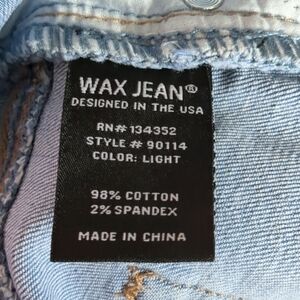 WAX JEAN®
DESIGNED IN THE USA
RN# 134352
STYLE # 90114
COLOR: LIGHT
98% COTTON
2% SPANDEX
MADE IN CHINA